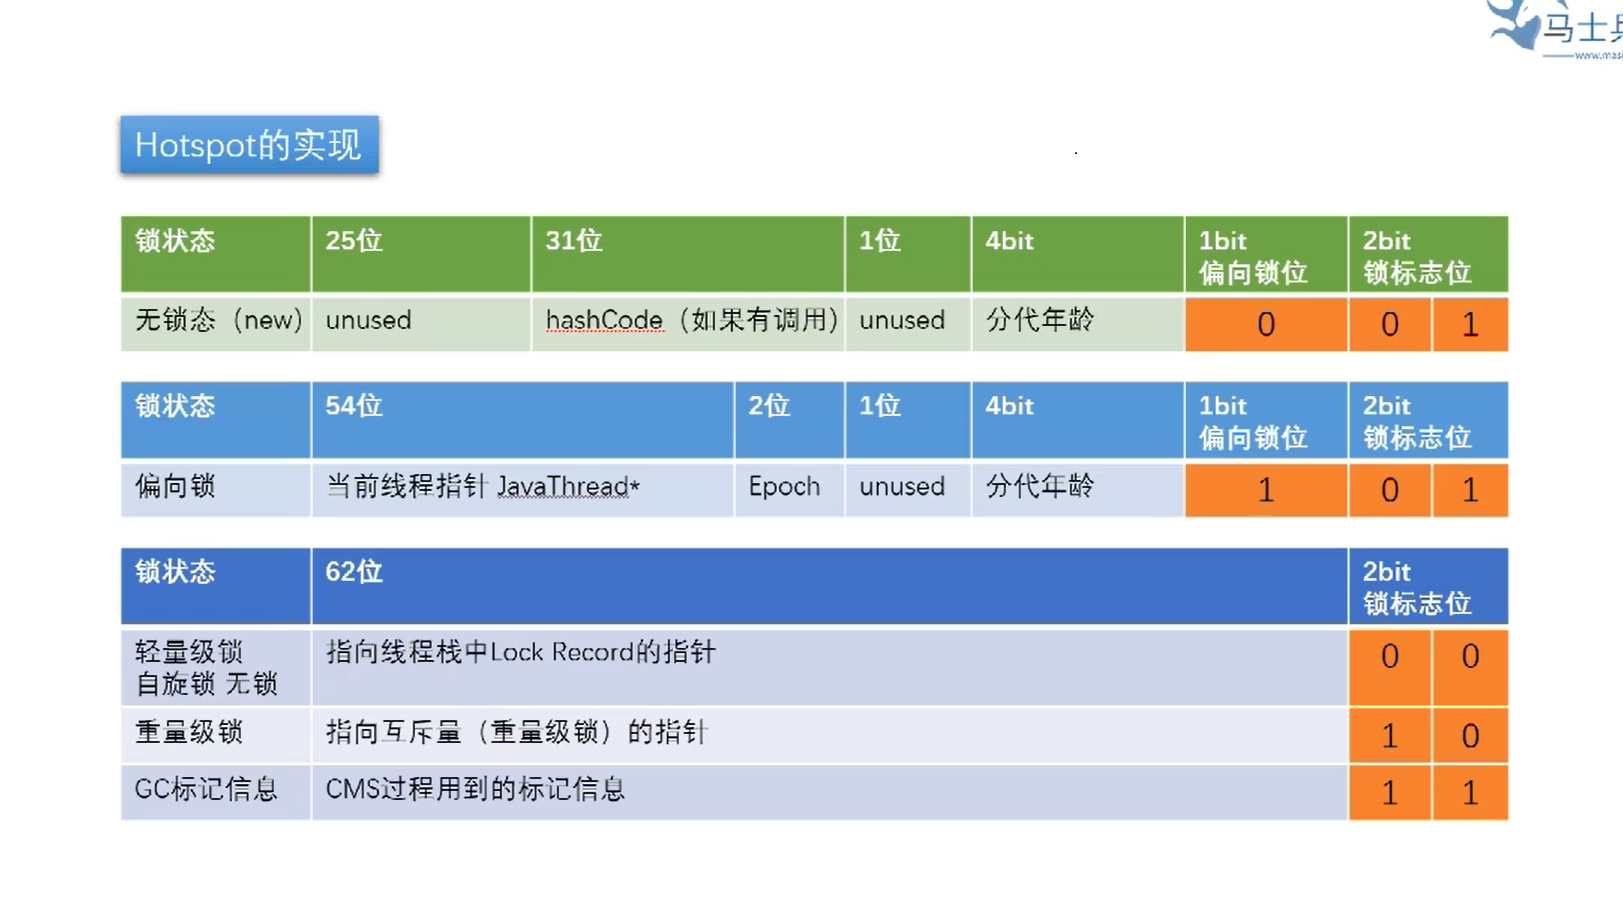 马士兵
www.mas
Hotspot的实现
锁状态 25位 31位 1位 4bit 1bit 2bit
偏向锁位 锁标志位
无锁态（new） unused hashCode（如果有调用） unused 分代年龄 0 0 1
锁状态 54位 2位 1位 4bit 1bit 2bit
偏向锁位 锁标志位
偏向锁 当前线程指针 JavaThread* Epoch unused 分代年龄 1 0 1
锁状态 62位 2bit
锁标志位
轻量级锁 指向线程栈中Lock Record的指针 0 0
自旋锁 无锁
重量级锁 指向互斥量（重量级锁）的指针 1 0
GC标记信息 CMS过程用到的标记信息 1 1